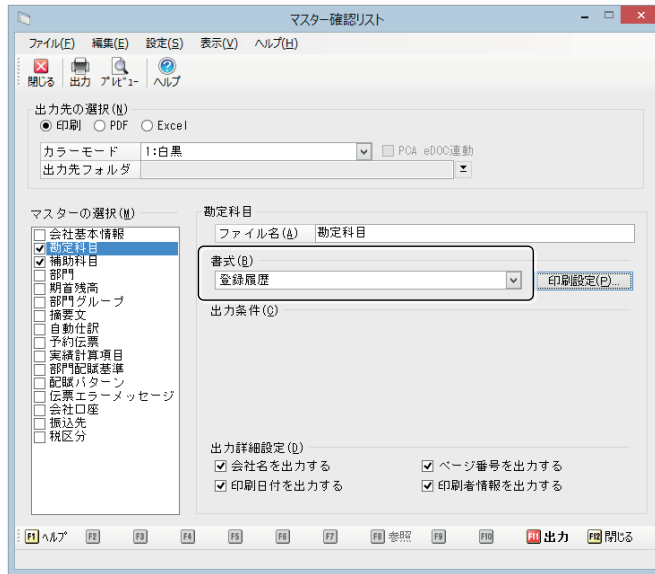 マスター確認リスト
ファイル(F) 編集(E) 設定(S) 表示(V) ヘルプ(H)
閉じる 出力 プレビュー ヘルプ
出力先の選択(N)
印刷 PDF Excel
カラーモード 1:白黒 PCA eDOC連動
出力先フォルダ
マスターの選択(M)
会社基本情報
勘定科目
補助科目
部門
期首残高
部門グループ
摘要文
自動仕訳
予約伝票
実績計算項目
部門配賦基準
配賦パターン
伝票エラーメッセージ
会社口座
振込先
税区分
勘定科目
ファイル名(A) 勘定科目
書式(B)
登録履歴 印刷設定(P)...
出力条件(C)
出力詳細設定(D)
会社名を出力する ページ番号を出力する
印刷日付を出力する 印刷者情報を出力する
F1 ヘルプ F2 F3 F4 F5 F6 F7 F8 参照 F9 F10 F11 出力 F12 閉じる